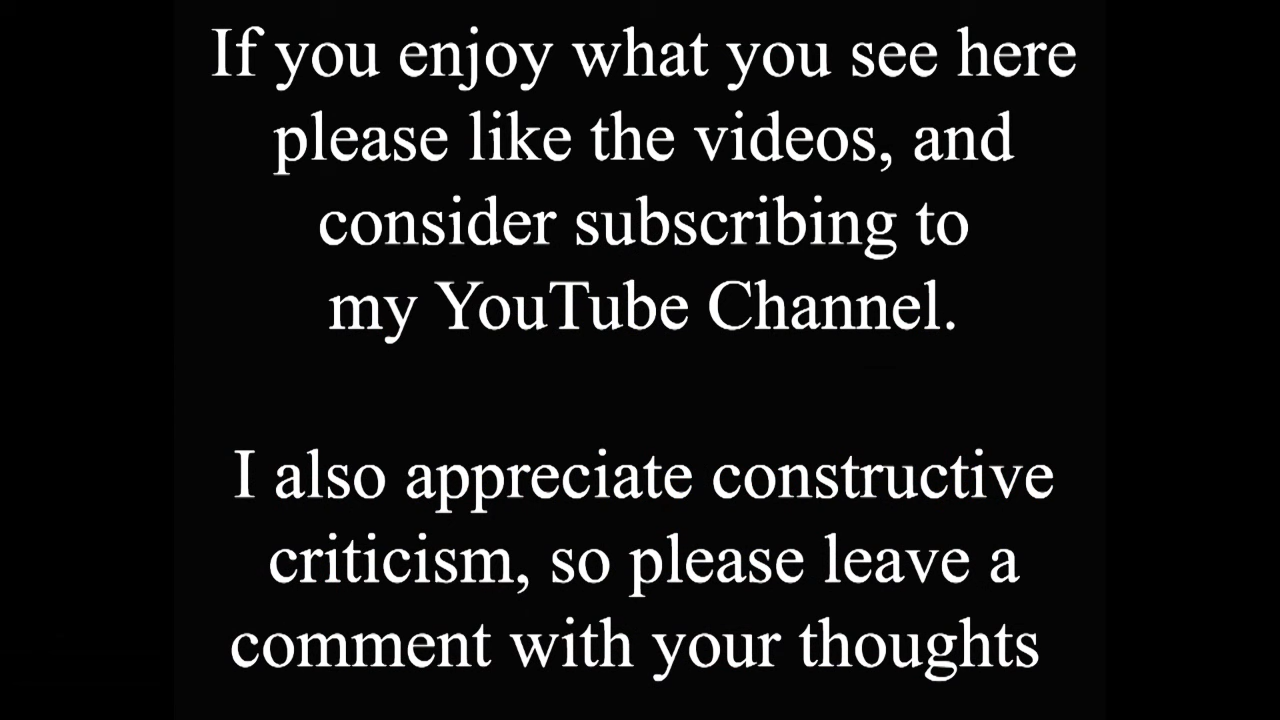 If you enjoy what you see here
please like the videos, and
consider subscribing to
my YouTube Channel.
I also appreciate constructive
criticism, so please leave a
comment with your thoughts